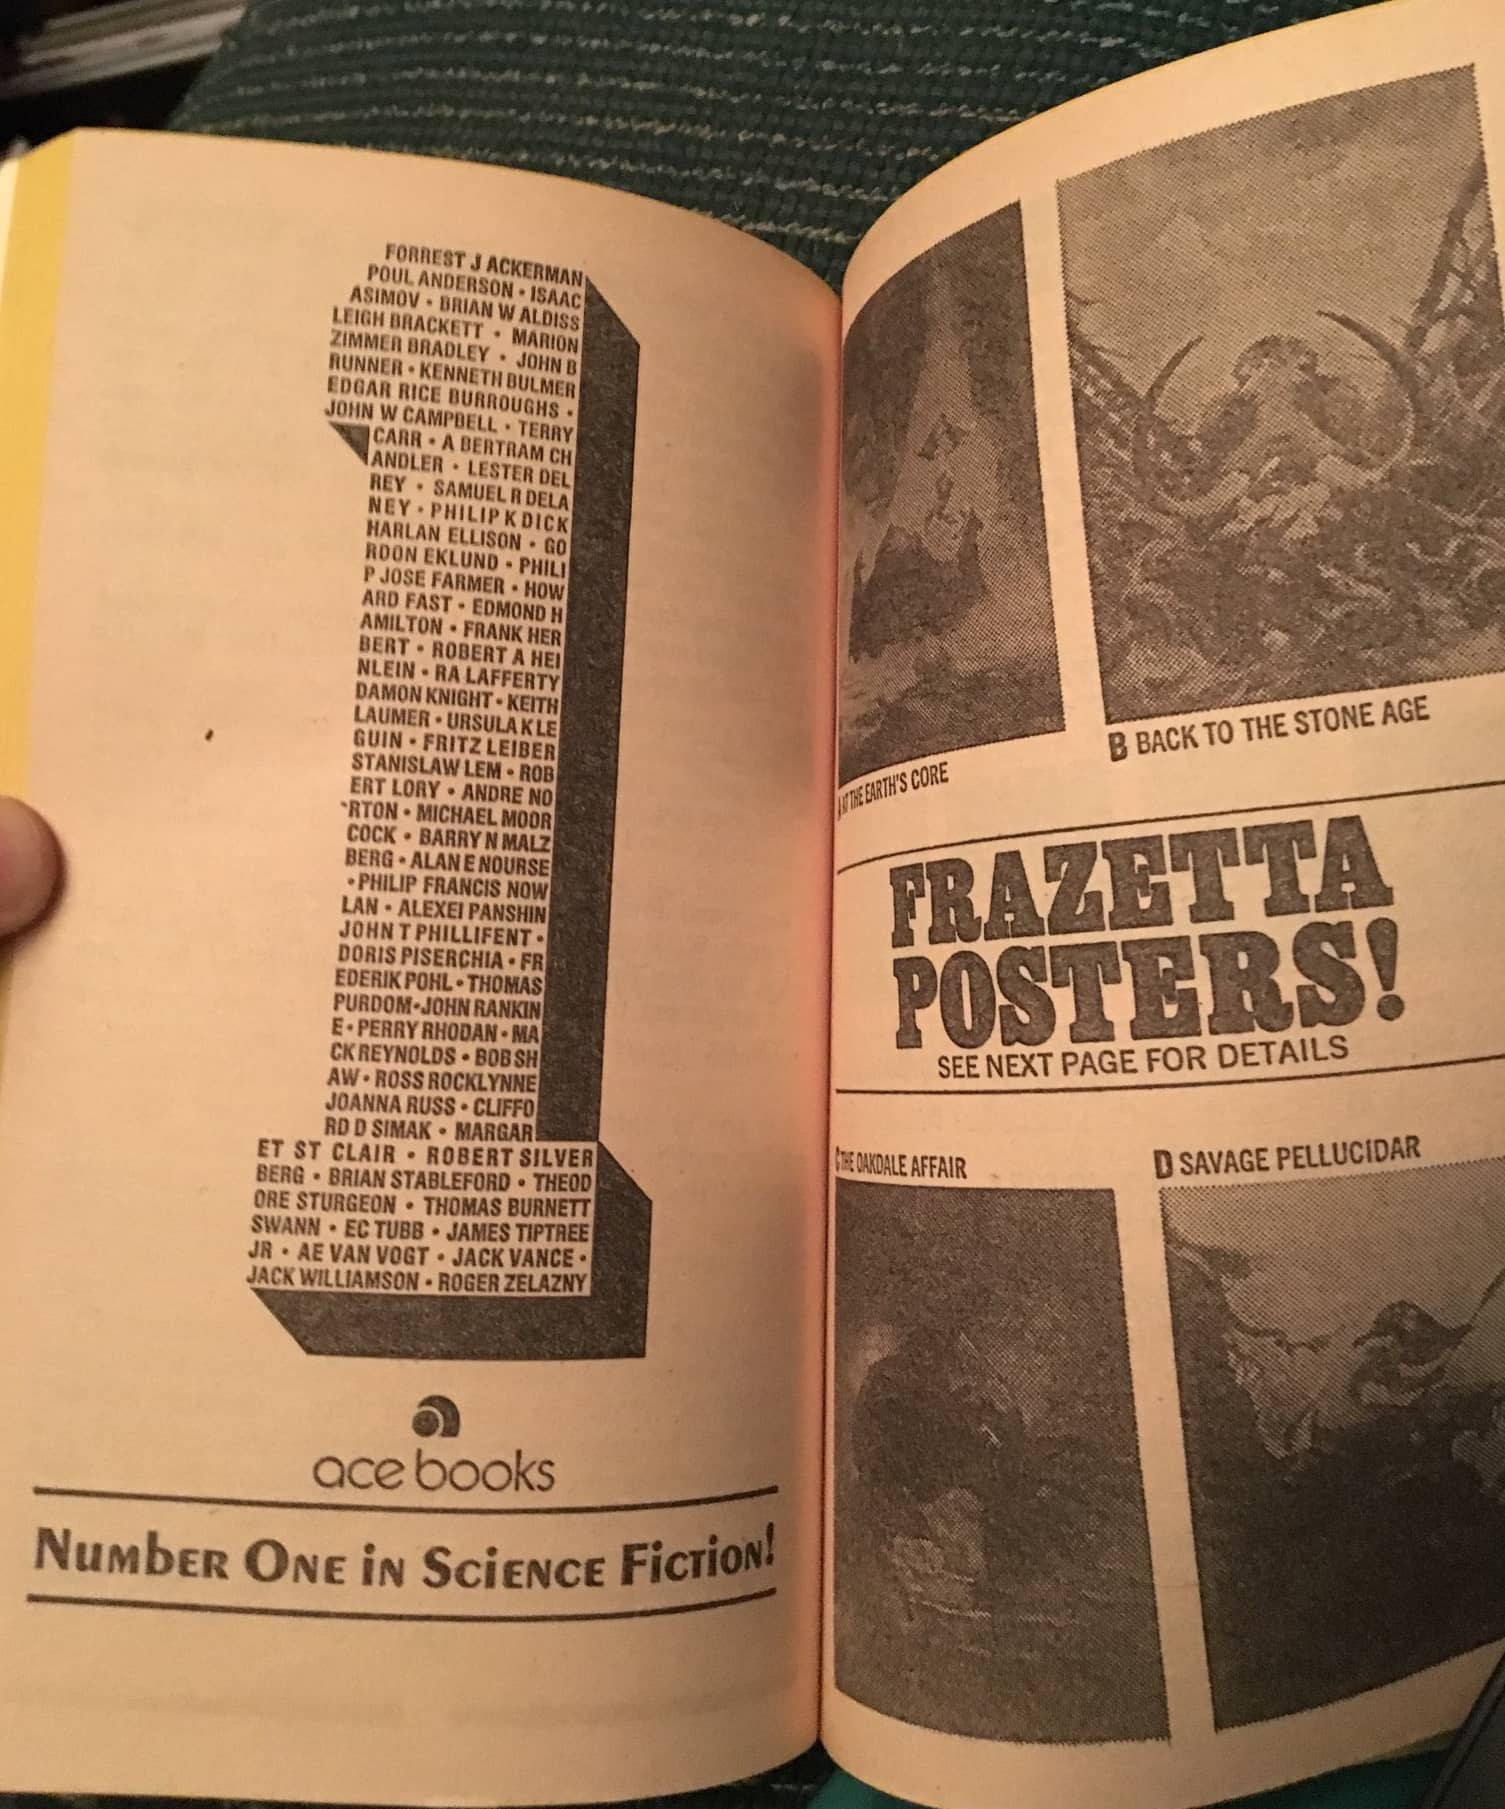 FORREST J ACKERMAN
POUL ANDERSON • ISAAC
ASIMOV • BRIAN W ALDISS
LEIGH BRACKETT • MARION
ZIMMER BRADLEY • JOHN B
RUNNER • KENNETH BULMER
EDGAR RICE BURROUGHS •
JOHN W CAMPBELL • TERRY
CARR • A BERTRAM CH
ANDLER • LESTER DEL
REY • SAMUEL R DELA
NEY • PHILIP K DICK
HARLAN ELLISON • GO
RDON EKLUND • PHILI
P JOSE FARMER • HOW
ARD FAST • EDMOND H
AMILTON • FRANK HER
BERT • ROBERT A HEI
NLEIN • RA LAFFERTY
DAMON KNIGHT • KEITH
LAUMER • URSULA K LE
GUIN • FRITZ LEIBER
STANISLAW LEM • ROB
ERT LORY • ANDRE NO
RTON • MICHAEL MOOR
COCK • BARRY N MALZ
BERG • ALAN E NOURSE
• PHILIP FRANCIS NOW
LAN • ALEXEI PANSHIN
JOHN T PHILLIFENT •
DORIS PISERCHIA • FR
EDERIK POHL • THOMAS
PURDOM • JOHN RANKIN
E • PERRY RHODAN • MA
CK REYNOLDS • BOB SH
AW • ROSS ROCKLYNNE
JOANNA RUSS • CLIFFO
RD D SIMAK • MARGAR
ET ST CLAIR • ROBERT SILVER
BERG • BRIAN STABLEFORD • THEOD
ORE STURGEON • THOMAS BURNETT
SWANN • EC TUBB • JAMES TIPTREE
JR • AE VAN VOGT • JACK VANCE •
JACK WILLIAMSON • ROGER ZELAZNY
ace books
Number One in Science Fiction!
A AT THE EARTH'S CORE
B BACK TO THE STONE AGE
FRAZETTA
POSTERS!
SEE NEXT PAGE FOR DETAILS
C THE OAKDALE AFFAIR
D SAVAGE PELLUCIDAR